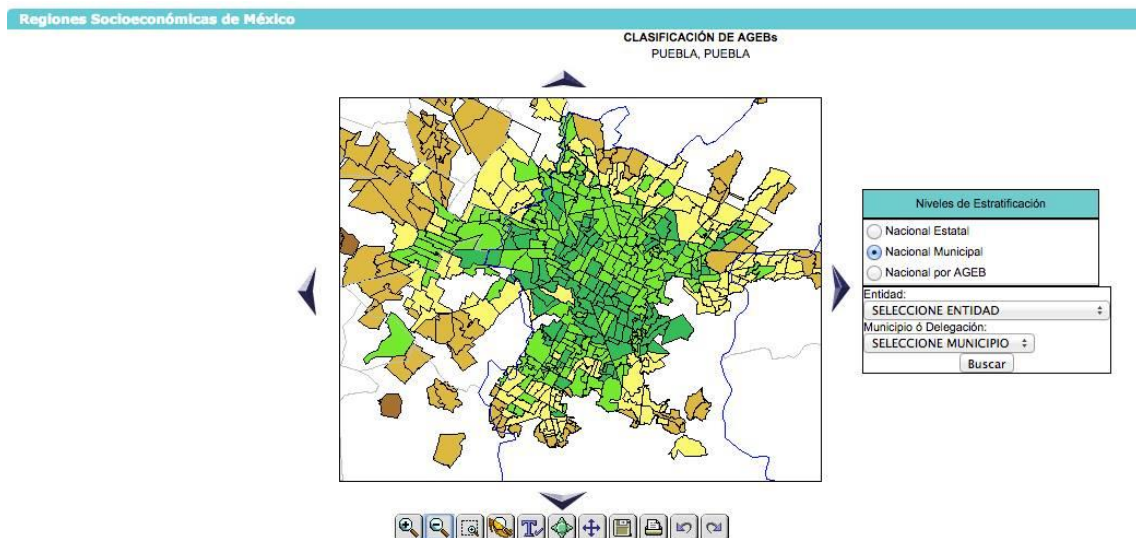 Regiones Socioeconómicas de México
CLASIFICACIÓN DE AGEBs
PUEBLA, PUEBLA
Niveles de Estratificación
Nacional Estatal
Nacional Municipal
Nacional por AGEB
Entidad:
SELECCIONE ENTIDAD
Municipio ó Delegación:
SELECCIONE MUNICIPIO
Buscar
T